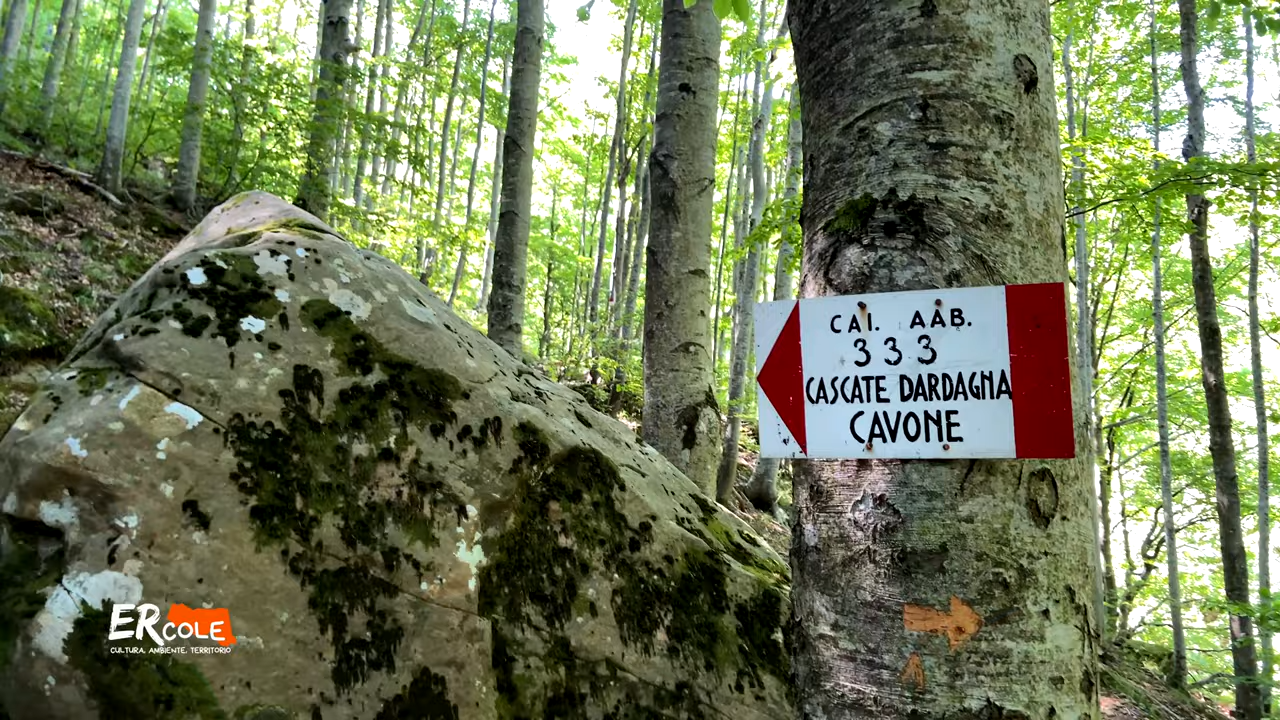 CAI. AAB.
333
CASCATE DARDAGNA
CAVONE
ERCOLE
CULTURA, AMBIENTE, TERRITORIO